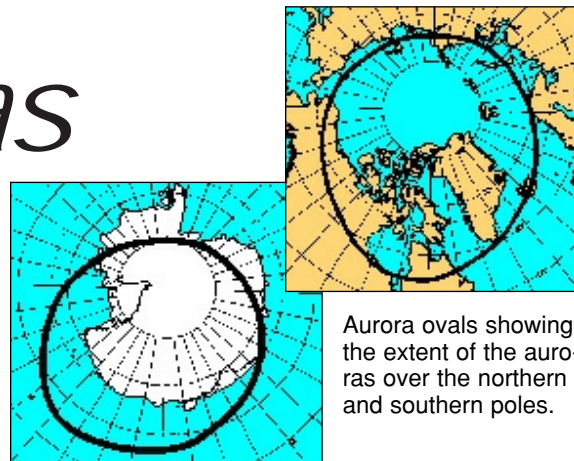 as
Aurora ovals showing
the extent of the auro-
ras over the northern
and southern poles.